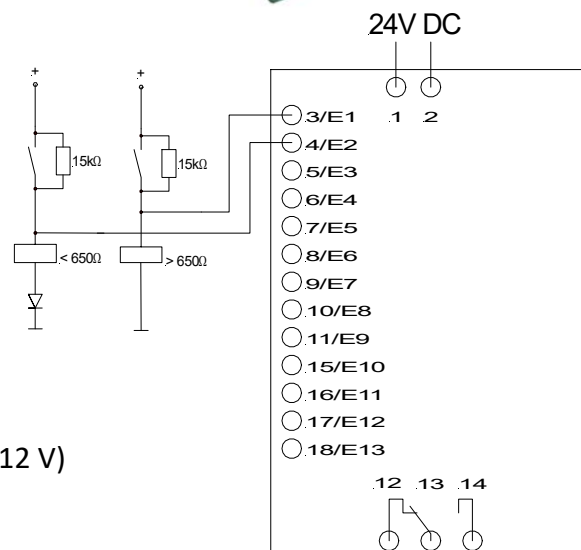 24V DC
1 2
+ +
15kΩ 15kΩ
< 650Ω > 650Ω
3/E1
4/E2
5/E3
6/E4
7/E5
8/E6
9/E7
10/E8
11/E9
15/E10
16/E11
17/E12
18/E13
12 V)
12 13 14